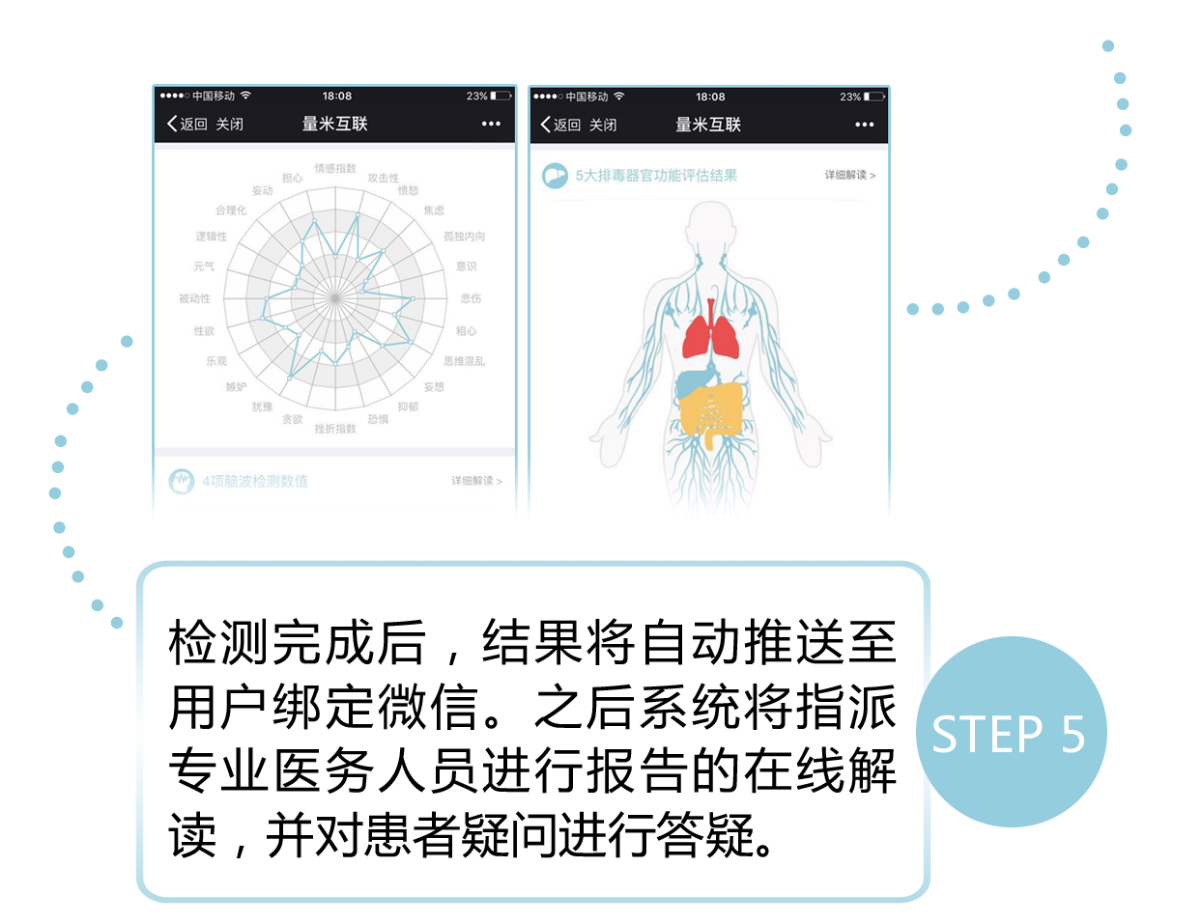 中国移动 18:08 23%
返回 关闭 量米互联
情感指数
攻击性
愤怒
焦虑
孤独内向
意识
悲伤
粗心
思维混乱
妄想
抑郁
恐惧
挫折指数
贪欲
犹豫
嫉妒
乐观
性欲
被动性
元气
逻辑性
合理化
妄动
担心
4项脑波检测数值 详细解读 >
中国移动 18:08 23%
返回 关闭 量米互联
5大排毒器官功能评估结果 详细解读 >
检测完成后，结果将自动推送至
用户绑定微信。之后系统将指派
专业医务人员进行报告的在线解
读，并对患者疑问进行答疑。
STEP 5